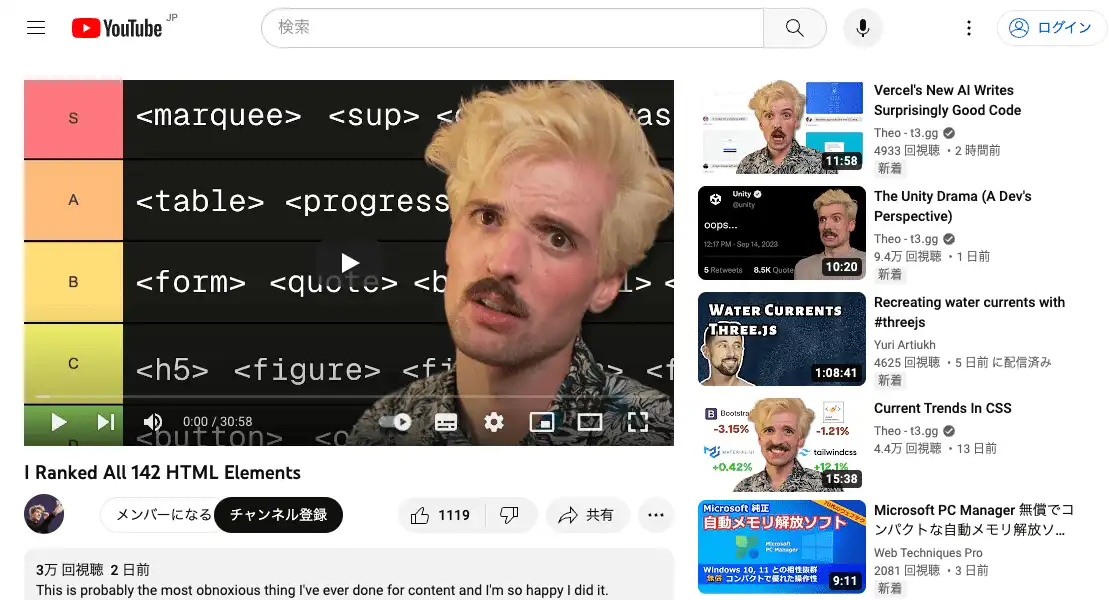 YouTube JP
検索
ログイン
S
<marquee> <sup>
A
<table> <progress
B
<form> <quote> <b
C
<h5> <figure> <fi
<button>
0:00 / 30:58
I Ranked All 142 HTML Elements
メンバーになる
チャンネル登録
1119
共有
3万 回視聴 2 日前
This is probably the most obnoxious thing I've ever done for content and I'm so happy I did it.
11:58
Vercel's New AI Writes
Surprisingly Good Code
Theo - t3.gg
4933 回視聴 ・2 時間前
新着
Unity
@unity
oops...
12:17 PM · Sep 14, 2023
5 Retweets 8.5K Quote
10:20
The Unity Drama (A Dev's
Perspective)
Theo - t3.gg
9.4万 回視聴 ・1 日前
新着
WATER CURRENTS
THREE.JS
1:08:41
Recreating water currents with
#threejs
Yuri Artiukh
4625 回視聴 ・5 日前 に配信済み
新着
B Bootstra
-3.15%
-1.21%
MATERIAL-UI
tailwindcss
+0.42%
+12.1%
15:38
Current Trends In CSS
Theo - t3.gg
4.4万 回視聴 ・13 日前
Microsoft 純正
自動メモリ解放ソフト
Microsoft
PC Manager
Windows 10, 11 との相性抜群
無償 コンパクトで優れた操作性
9:11
Microsoft PC Manager 無償でコ
ンパクトな自動メモリ解放ソ...
Web Techniques Pro
2081 回視聴 ・3 日前
新着